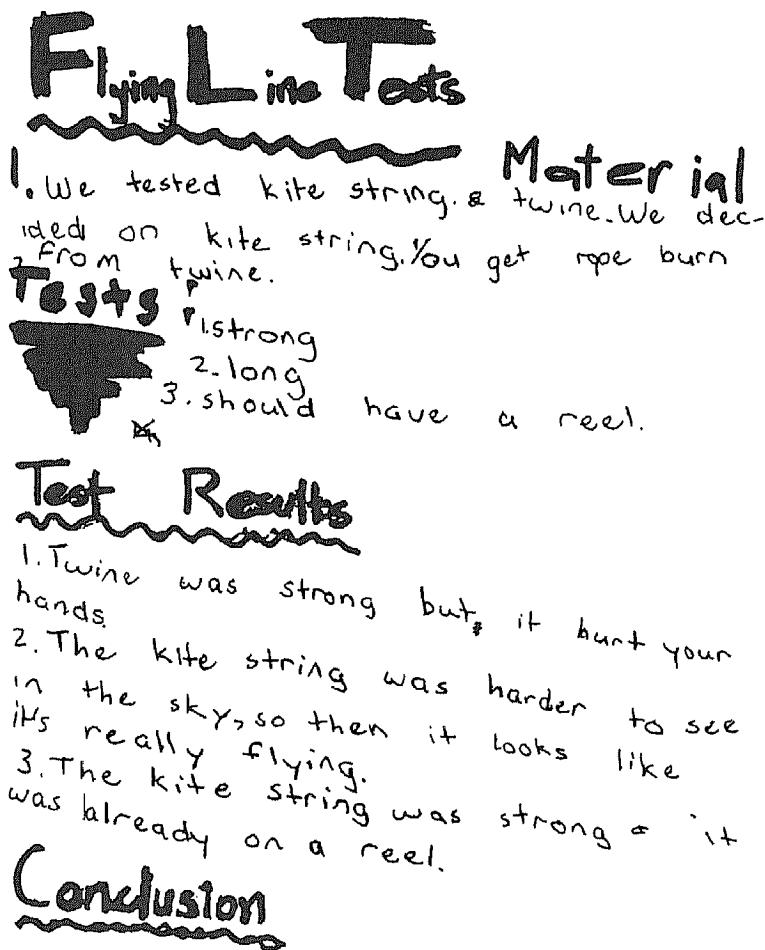 Flying Line Tests
Material
1. We tested kite string. & twine. We dec-
ided on kite string. You get rope burn
from twine.
Tests:
1. strong
2. long
3. should have a reel.
Test Results
1. Twine was strong but, it burt your
hands.
2. The kite string was harder to see
in the sky, so then it looks like
it's really flying.
3. The kite string was strong & it
was already on a reel.
Conclusion